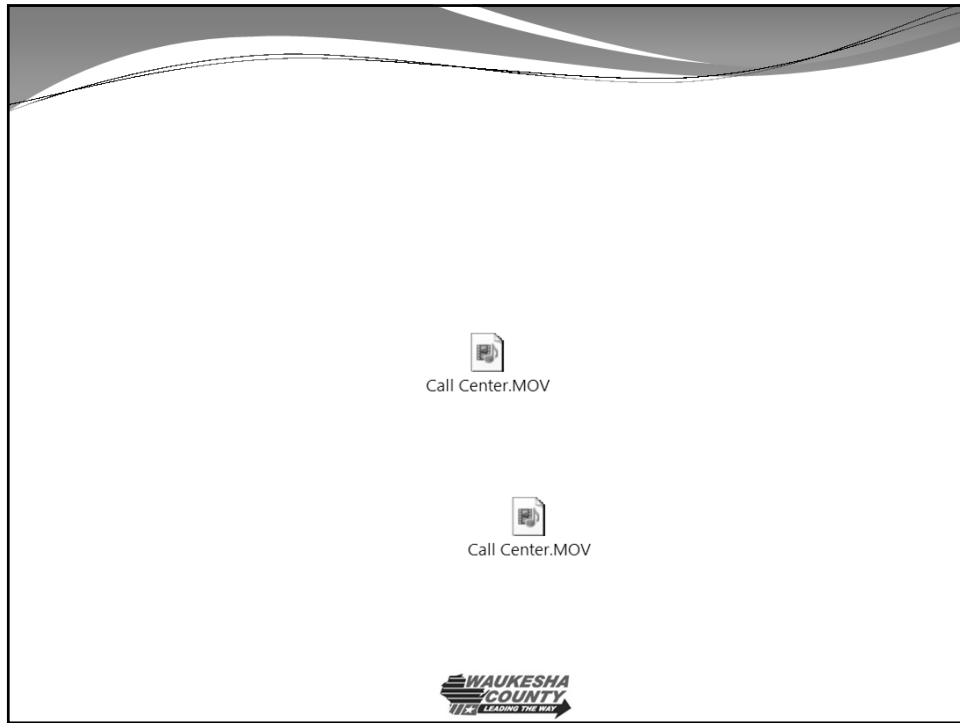 Call Center.MOV
Call Center.MOV
WAUKESHA
COUNTY
LEADING THE WAY